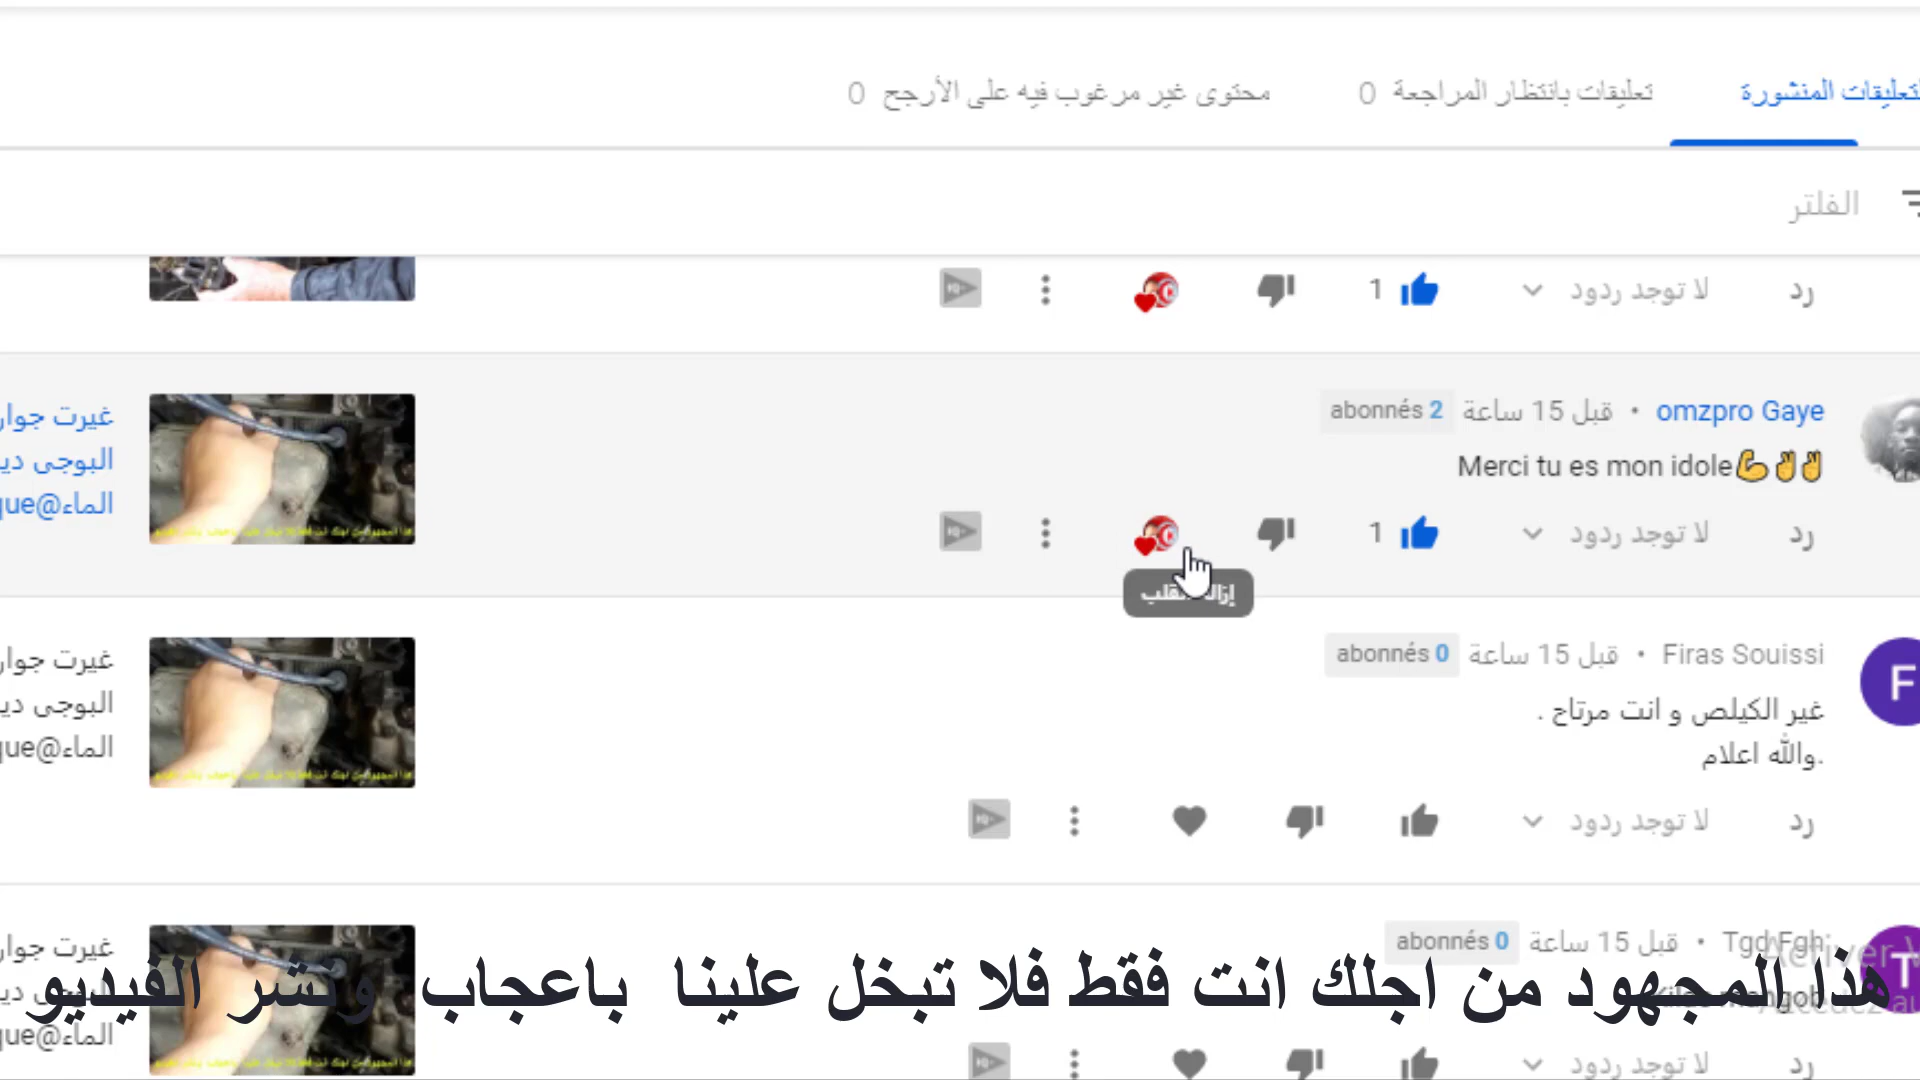 التعليقات المنشورة
تعليقات بانتظار المراجعة 0
محتوى غير مرغوب فيه على الأرجح 0
الفلتر
رد
لا توجد ردود
1
omzpro Gaye • قبل 15 ساعة
abonnés 2
Merci tu es mon idole💪✌✌
رد
لا توجد ردود
1
غيرت جوار
البوجى دي
الماء@que
Firas Souissi • قبل 15 ساعة
abonnés 0
غير الكيلص و انت مرتاح .
والله اعلام.
رد
لا توجد ردود
غيرت جوار
البوجى دي
الماء@que
F
Tgd Fgh • قبل 15 ساعة
abonnés 0
هذا المجهود من اجلك انت فقط فلا تبخل علينا باعجاب ونشر الفيديو
رد
لا توجد ردود
غيرت جوار
الماء@que
T